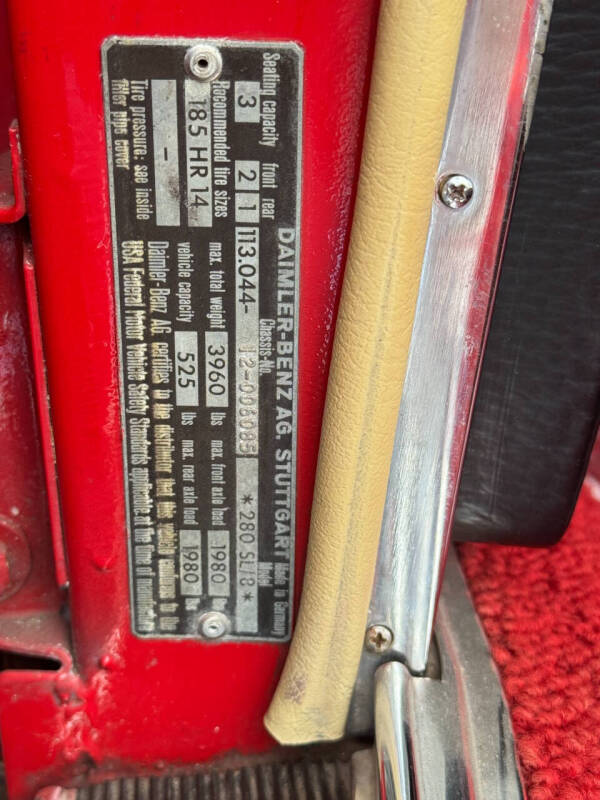 DAIMLER-BENZ AG. STUTTGART Made in Germany
Seating capacity front rear Chassis-No. Model
3 2 1 113.044- 12-006085 * 280 SL/8 *
Recommended tire sizes max. total weight 3960 lbs max. front axle load 1980 lbs
185 HR 14 vehicle capacity 525 lbs max. rear axle load 1980 lbs
-
Tire pressure: see inside Daimler-Benz AG. certifies to the distributor that this vehicle conforms to the
filler pipe cover USA Federal Motor Vehicle Safety Standards applicable at the time of manufacture